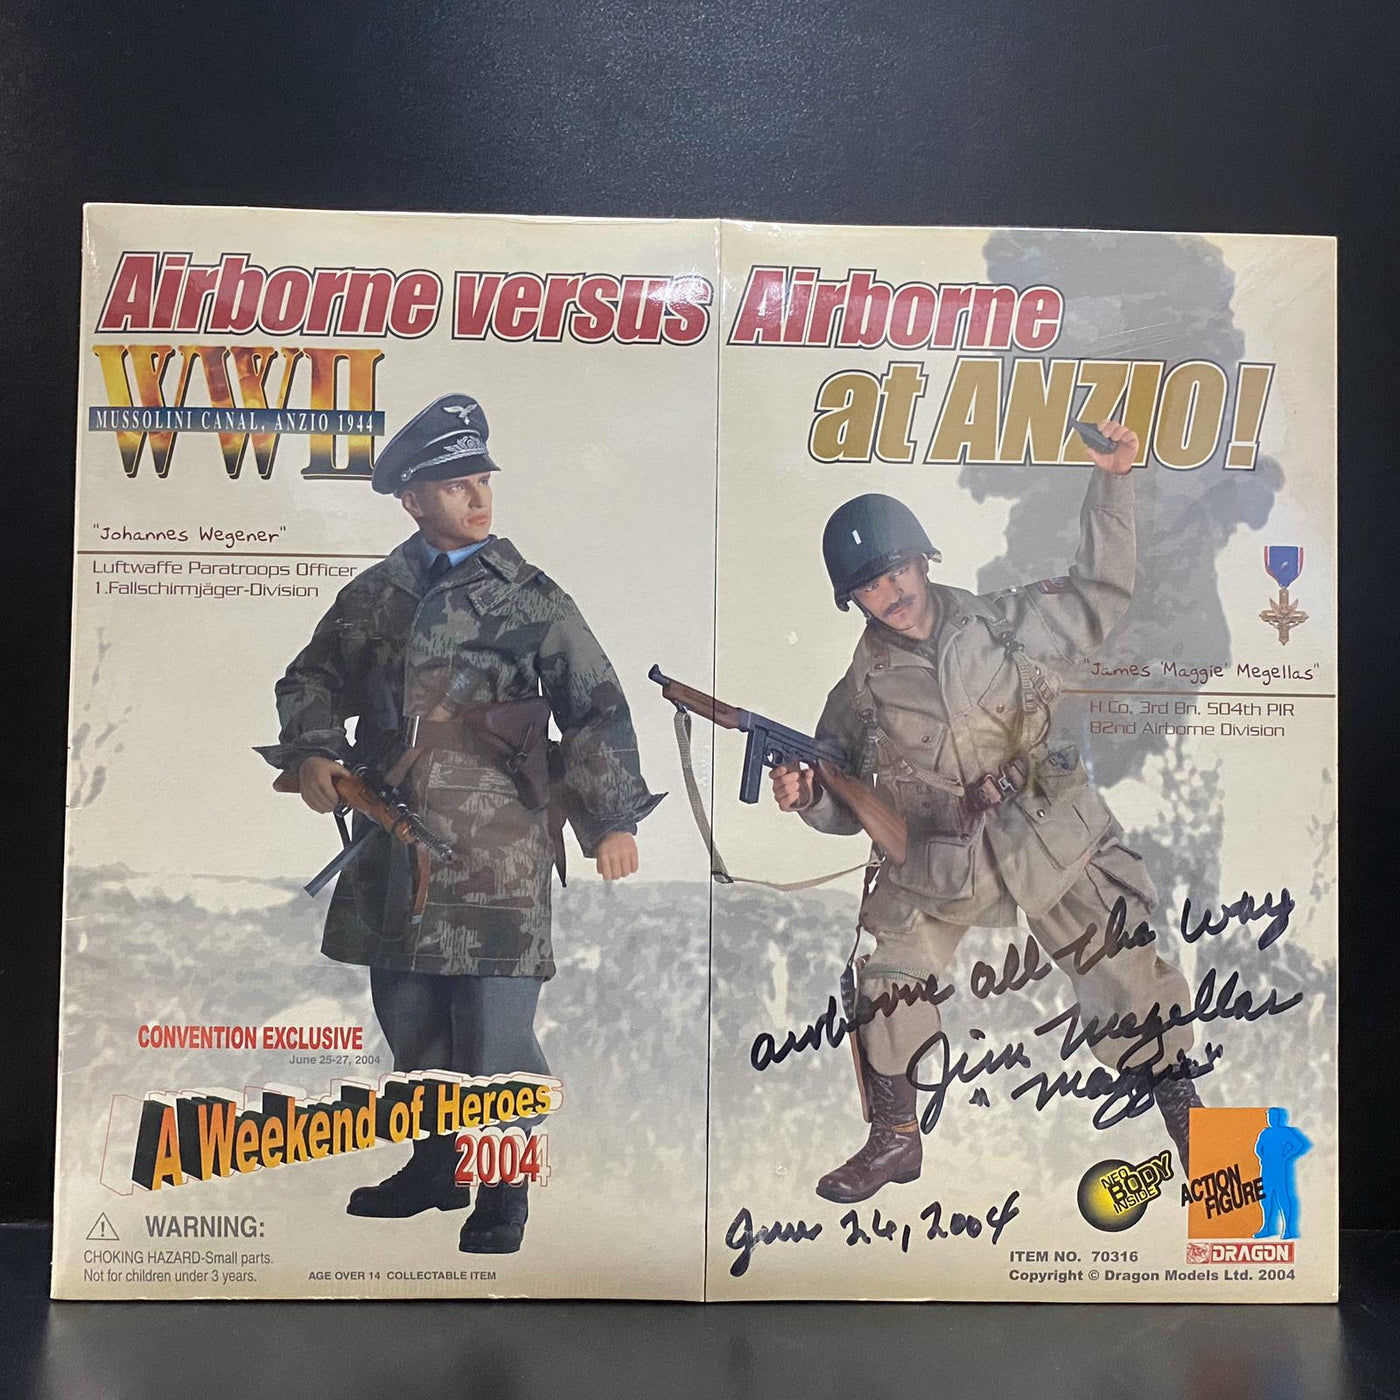 Airborne versus Airborne
at ANZIO!
WWII
MUSSOLINI CANAL, ANZIO 1944
"Johannes Wegener"
Luftwaffe Paratroops Officer
1.Fallschirmjäger-Division
"James 'Maggie' Megellas"
H Co, 3rd Bn, 504th PIR
82nd Airborne Division
airborne all the way
Jim Megellas
"Maggie"
June 26, 2004
CONVENTION EXCLUSIVE
June 25-27, 2004
A Weekend of Heroes
2004
WARNING:
CHOKING HAZARD-Small parts.
Not for children under 3 years.
AGE OVER 14 COLLECTABLE ITEM
NEO
BODY
INSIDE
ACTION
FIGURE
DRAGON
ITEM NO. 70316
Copyright © Dragon Models Ltd. 2004